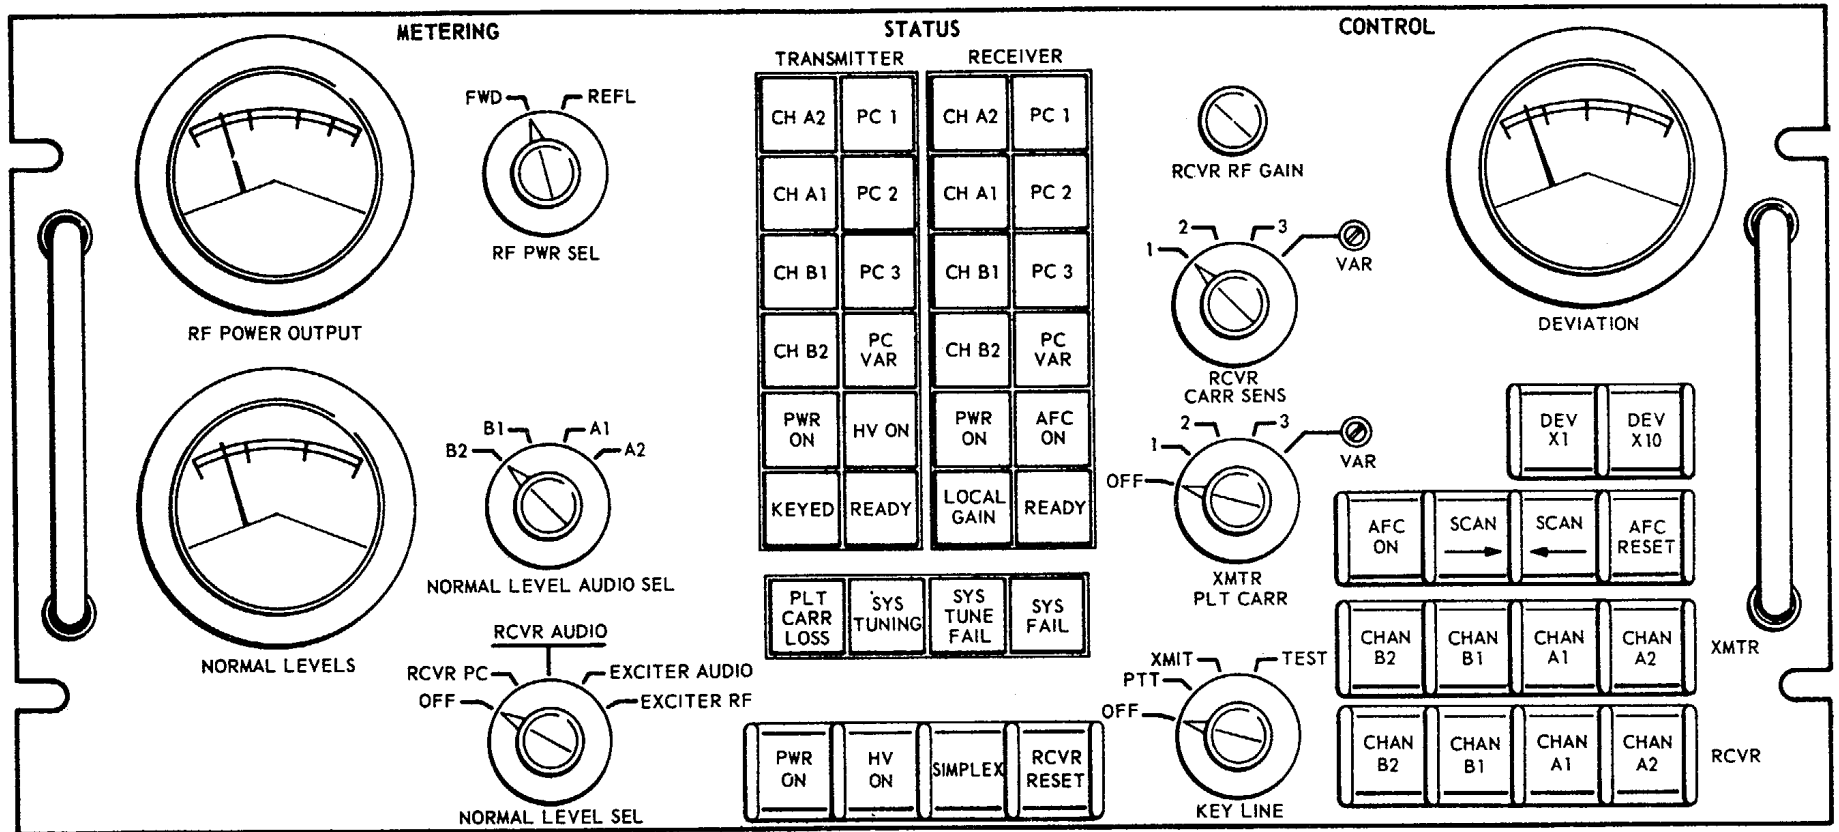 METERING
STATUS
CONTROL
TRANSMITTER
RECEIVER
FWD
REFL
RF PWR SEL
RF POWER OUTPUT
B2
B1
A1
A2
NORMAL LEVEL AUDIO SEL
NORMAL LEVELS
RCVR AUDIO
RCVR PC
EXCITER AUDIO
OFF
EXCITER RF
NORMAL LEVEL SEL
CH A2
PC 1
CH A2
PC 1
CH A1
PC 2
CH A1
PC 2
CH B1
PC 3
CH B1
PC 3
CH B2
PC
VAR
CH B2
PC
VAR
PWR
ON
HV ON
PWR
ON
AFC
ON
KEYED
READY
LOCAL
GAIN
READY
PLT
CARR
LOSS
SYS
TUNING
SYS
TUNE
FAIL
SYS
FAIL
PWR
ON
HV
ON
SIMPLEX
RCVR
RESET
RCVR RF GAIN
1
2
3
VAR
RCVR
CARR SENS
OFF
1
2
3
VAR
XMTR
PLT CARR
OFF
PTT
XMIT
TEST
KEY LINE
DEVIATION
DEV
X1
DEV
X10
AFC
ON
SCAN
SCAN
AFC
RESET
CHAN
B2
CHAN
B1
CHAN
A1
CHAN
A2
XMTR
CHAN
B2
CHAN
B1
CHAN
A1
CHAN
A2
RCVR